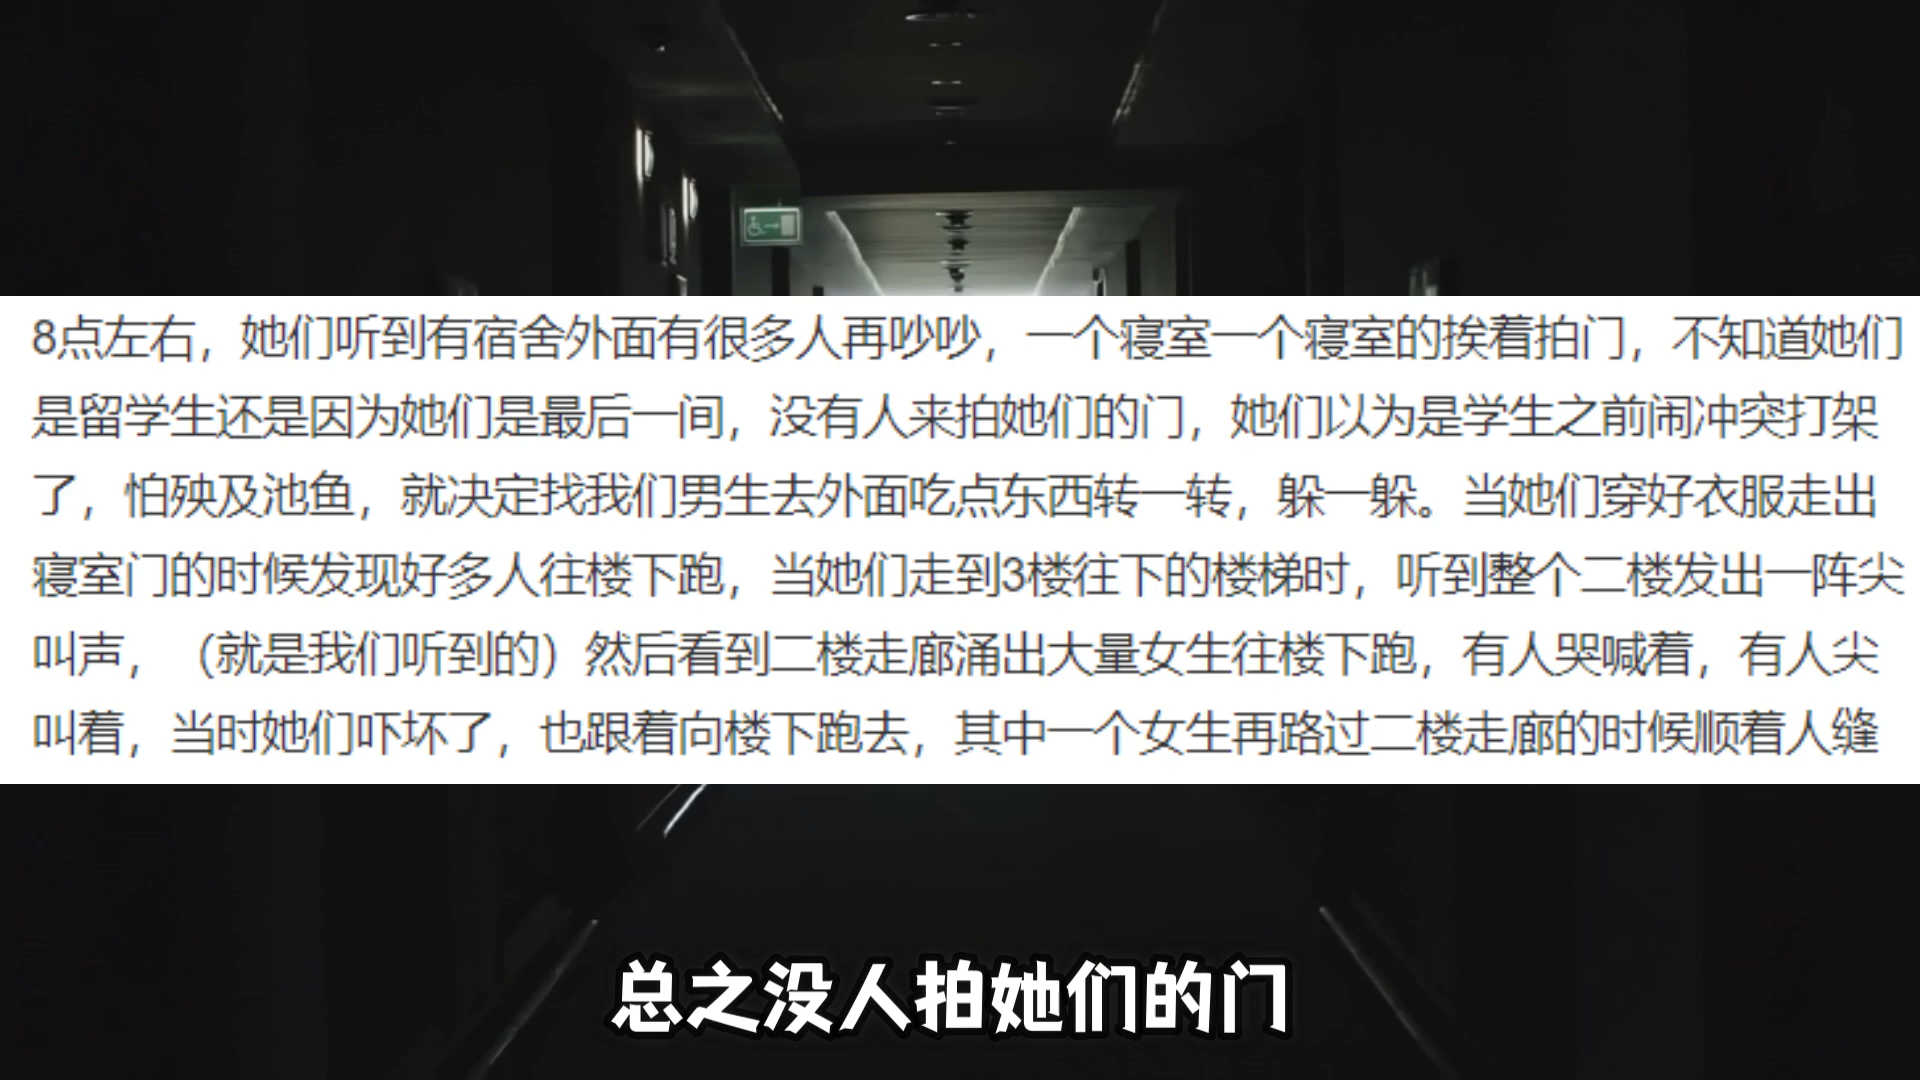 8点左右，她们听到有宿舍外面有很多人再吵吵，一个寝室一个寝室的挨着拍门，不知道她们
是留学生还是因为她们是最后一间，没有人来拍她们的门，她们以为是学生之前闹冲突打架
了，怕殃及池鱼，就决定找我们男生去外面吃点东西转一转，躲一躲。当她们穿好衣服走出
寝室门的时候发现好多人往楼下跑，当她们走到3楼往下的楼梯时，听到整个二楼发出一阵尖
叫声，（就是我们听到的）然后看到二楼走廊涌出大量女生往楼下跑，有人哭喊着，有人尖
叫着，当时她们吓坏了，也跟着向楼下跑去，其中一个女生再路过二楼走廊的时候顺着人缝
总之没人拍她们的门